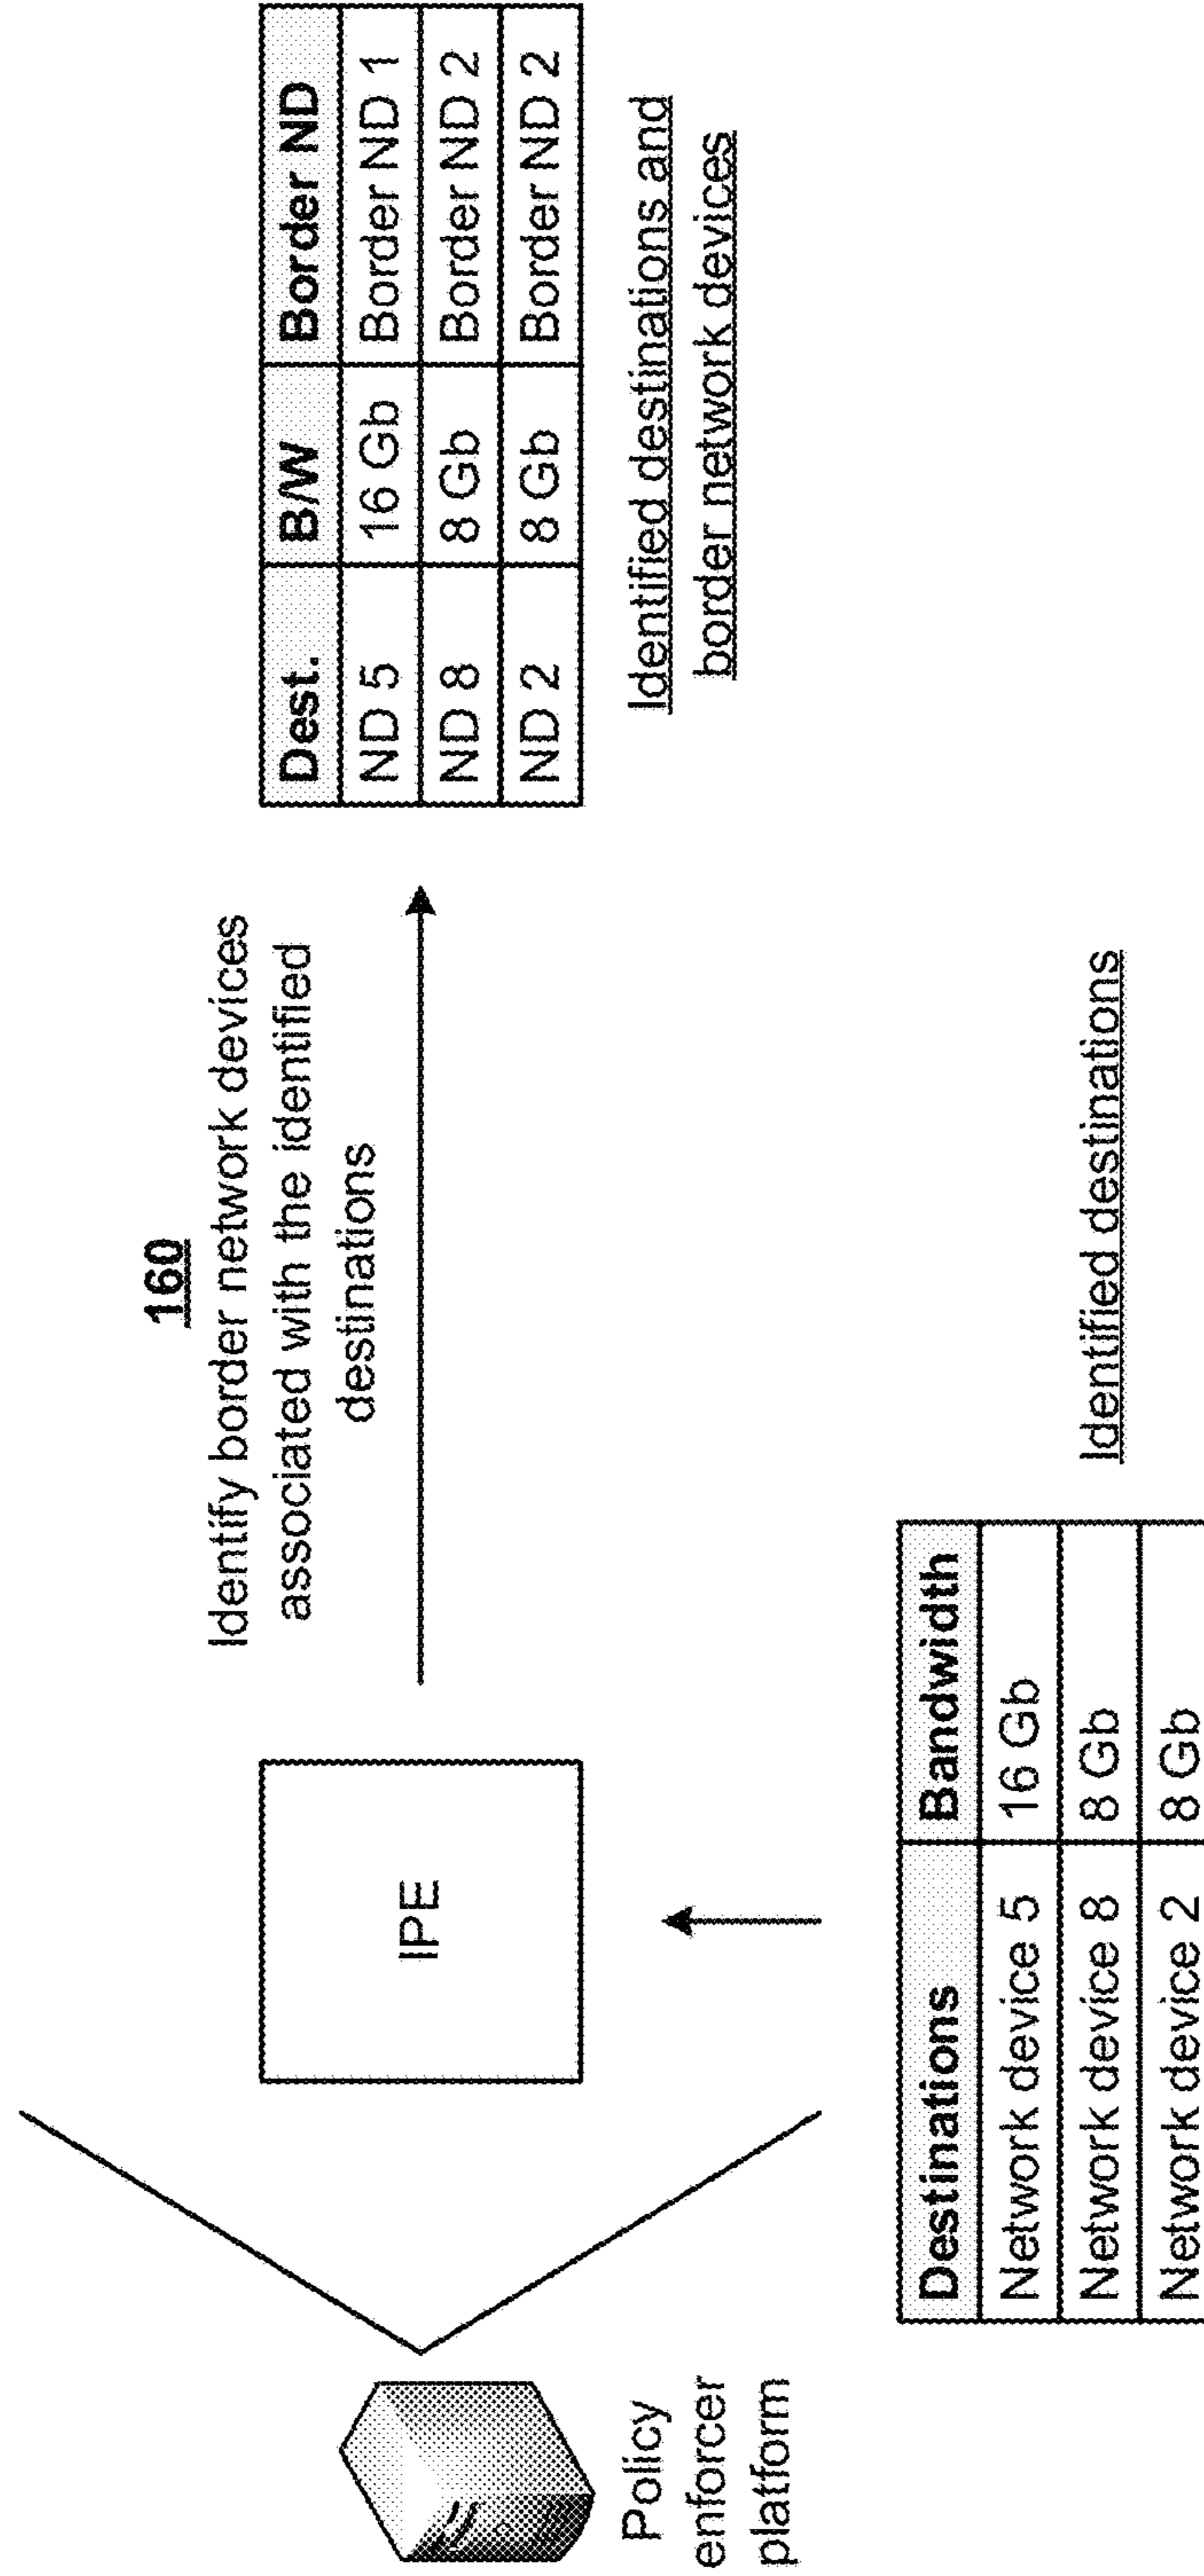 160
Identify border network devices
associated with the identified
destinations
Policy
enforcer
platform
IPE
Dest. B/W Border ND
ND 5 16 Gb Border ND 1
ND 8 8 Gb Border ND 2
ND 2 8 Gb Border ND 2
Identified destinations and
border network devices
Destinations Bandwidth
Network device 5 16 Gb
Network device 8 8 Gb
Network device 2 8 Gb
Identified destinations